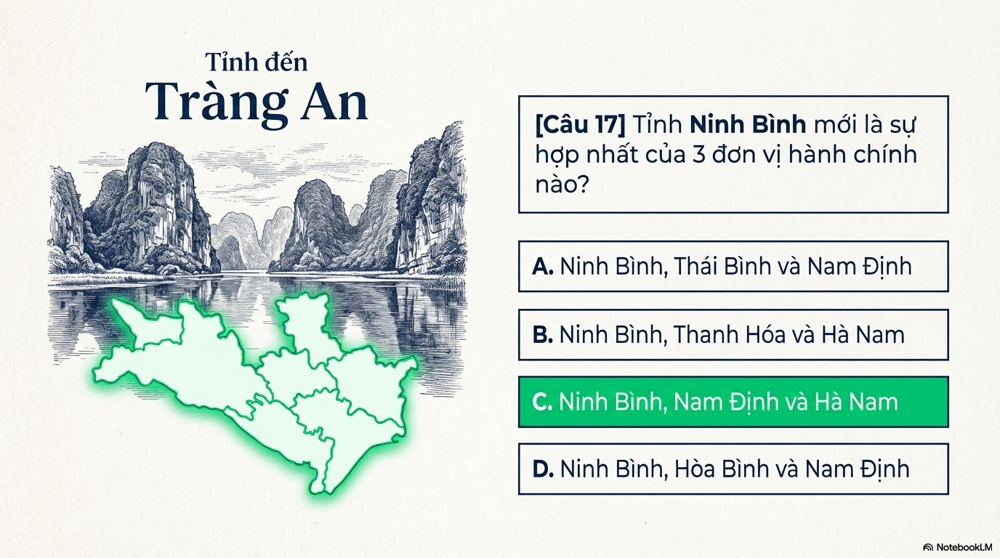 Tỉnh đến
Tràng An
[Câu 17] Tỉnh Ninh Bình mới là sự
hợp nhất của 3 đơn vị hành chính
nào?
A. Ninh Bình, Thái Bình và Nam Định
B. Ninh Bình, Thanh Hóa và Hà Nam
C. Ninh Bình, Nam Định và Hà Nam
D. Ninh Bình, Hòa Bình và Nam Định
NotebookLM